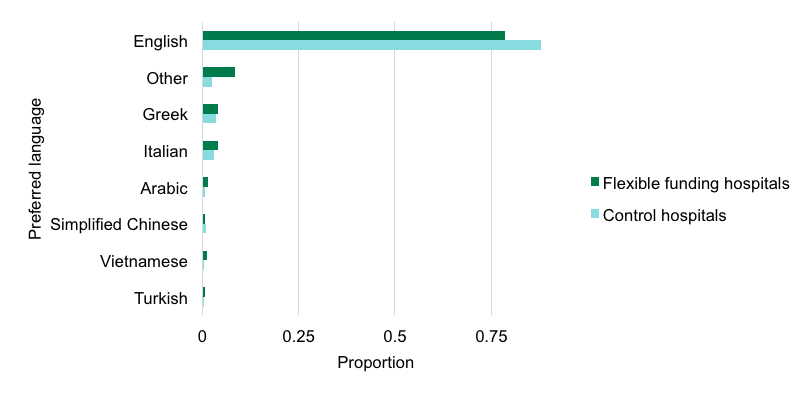 Preferred language
English
Other
Greek
Italian
Arabic
Simplified Chinese
Vietnamese
Turkish
0 0.25 0.5 0.75
Proportion
Flexible funding hospitals
Control hospitals